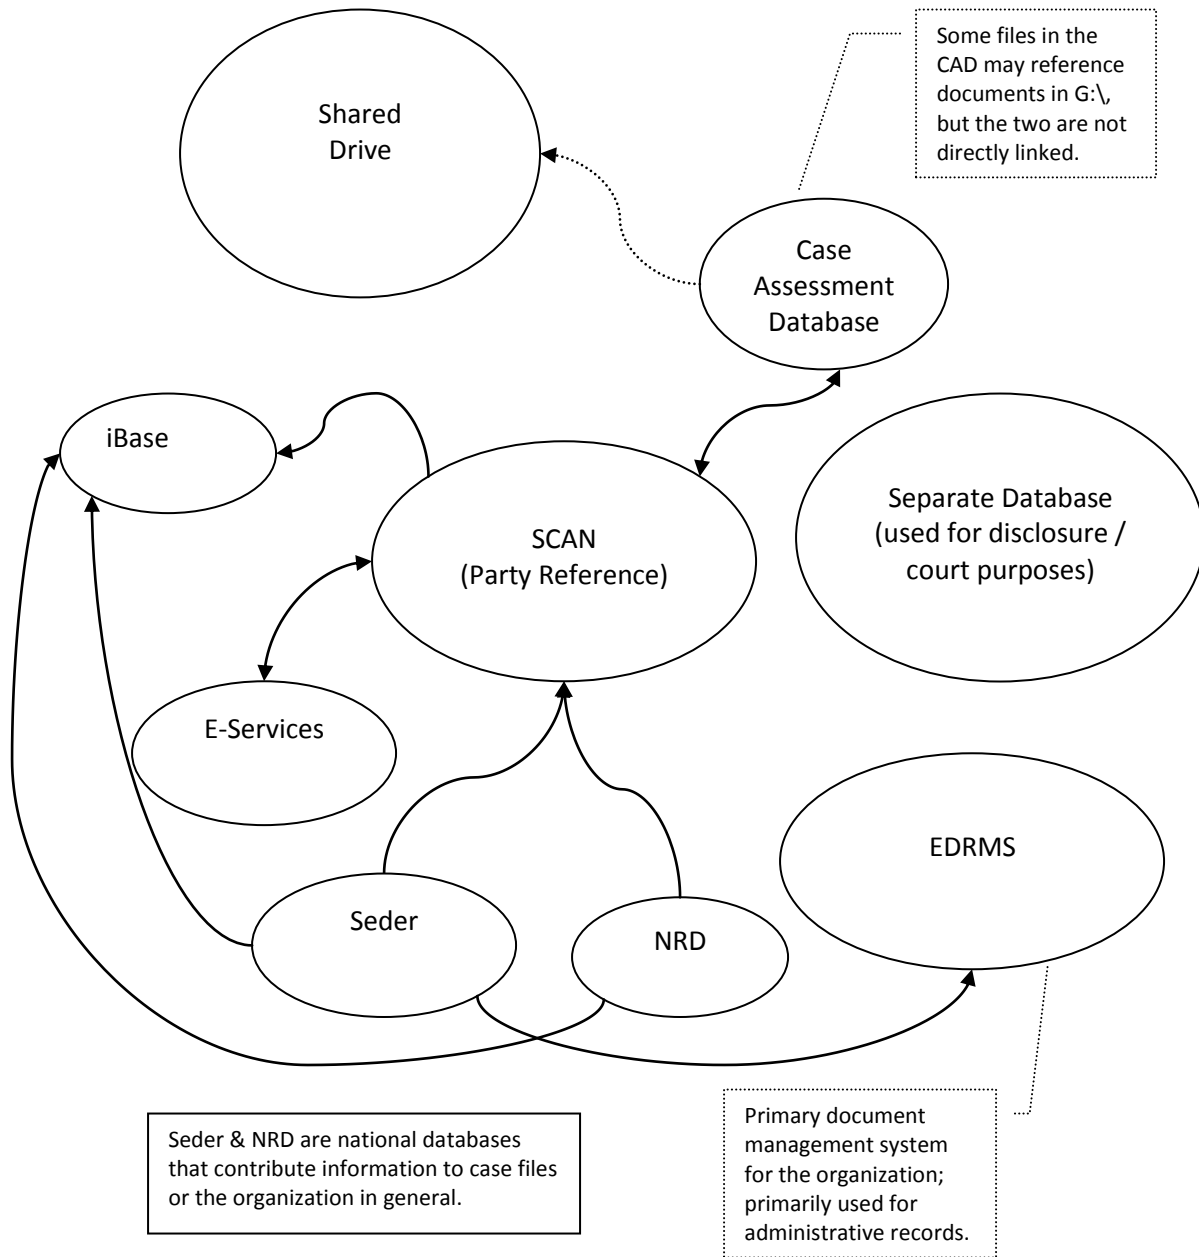 Some files in the
CAD may reference
documents in G:\,
but the two are not
directly linked.
Shared
Drive
Case
Assessment
Database
iBase
SCAN
(Party Reference)
Separate Database
(used for disclosure /
court purposes)
E-Services
EDRMS
Seder
NRD
Seder & NRD are national databases
that contribute information to case files
or the organization in general.
Primary document
management system
for the organization;
primarily used for
administrative records.